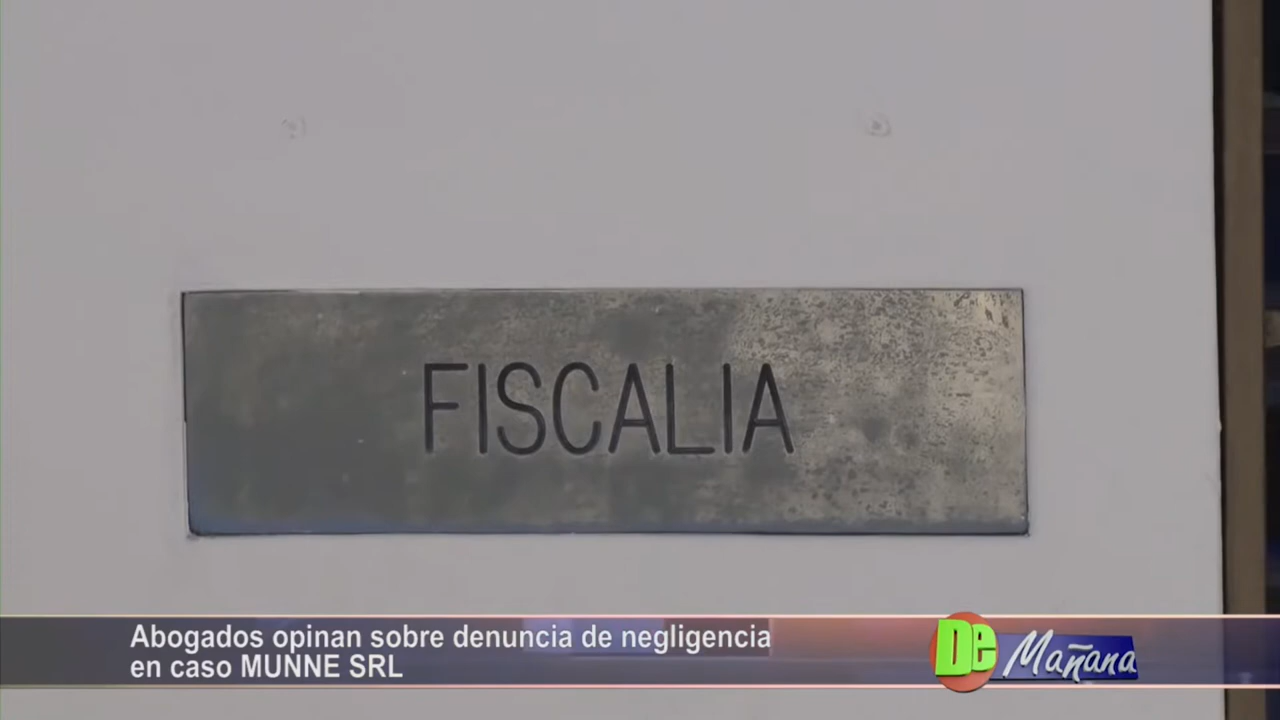 FISCALIA
Abogados opinan sobre denuncia de negligencia
en caso MUNNE SRL
De Mañana